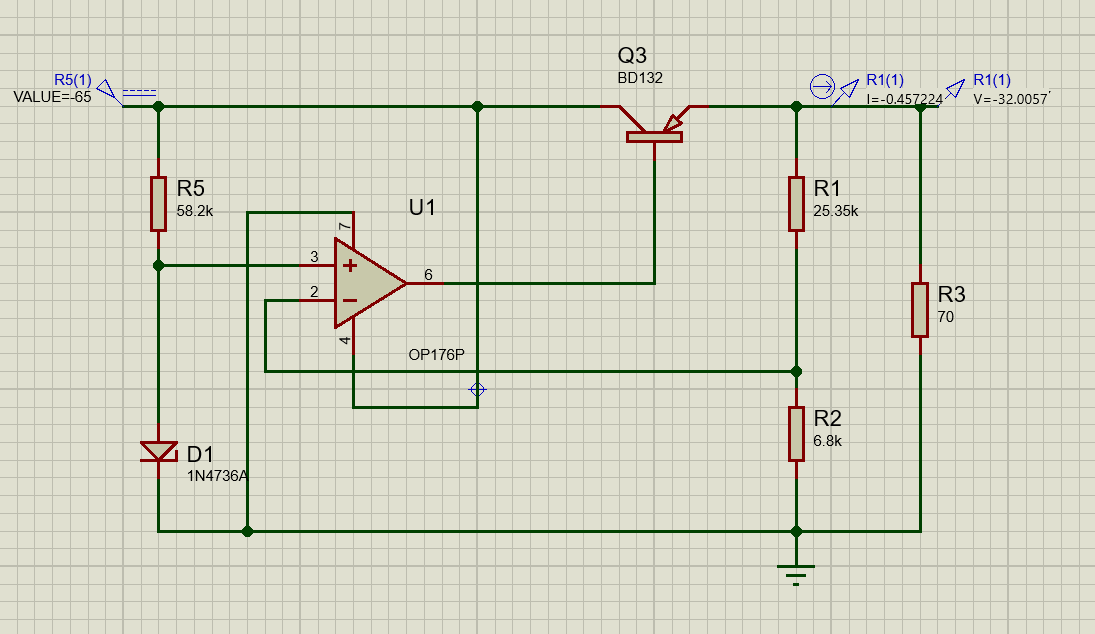 Q3
BD132
R5(1)
VALUE=-65
R1(1)
I=-0.457224
R1(1)
V=-32.0057
R5
58.2k
U1
R1
25.35k
7
3
2
6
4
OP176P
R3
70
R2
6.8k
D1
1N4736A